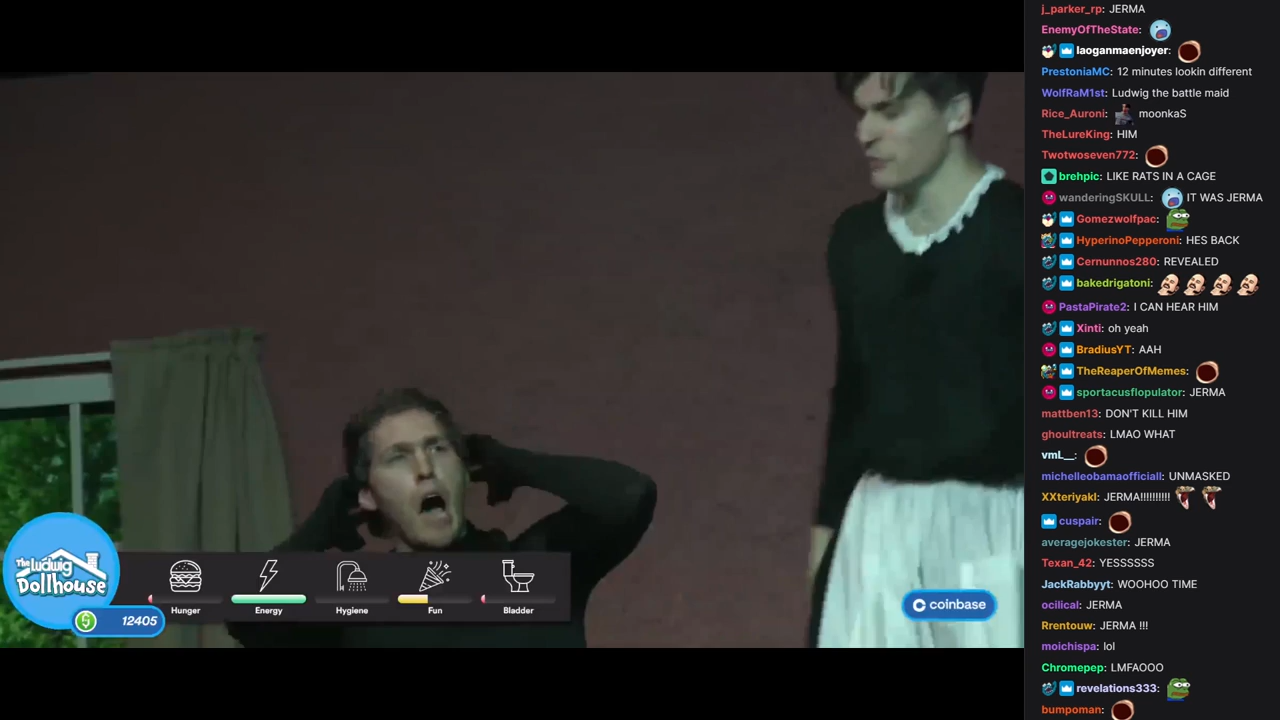 The Ludwig
Dollhouse
12405
Hunger
Energy
Hygiene
Fun
Bladder
coinbase
j_parker_rp: JERMA
EnemyOfTheState:
laoganmaenjoyer:
PrestoniaMC: 12 minutes lookin different
WolfRaM1st: Ludwig the battle maid
Rice_Auroni: moonkaS
TheLureKing: HIM
Twotwoseven772:
brehpic: LIKE RATS IN A CAGE
wanderingSKULL: IT WAS JERMA
Gomezwolfpac:
HyperinoPepperoni: HES BACK
Cernunnos280: REVEALED
bakedrigatoni:
PastaPirate2: I CAN HEAR HIM
Xinti: oh yeah
BradiusYT: AAH
TheReaperOfMemes:
sportacusflopulator: JERMA
mattben13: DON'T KILL HIM
ghoultreats: LMAO WHAT
vmL__:
michelleobamaofficiall: UNMASKED
XXteriyakI: JERMA!!!!!!!!!!
cuspair:
averagejokester: JERMA
Texan_42: YESSSSSS
JackRabbyyt: WOOHOO TIME
ocilical: JERMA
Rrentouw: JERMA !!!
moichispa: lol
Chromepep: LMFAOOO
revelations333:
bumpoman: